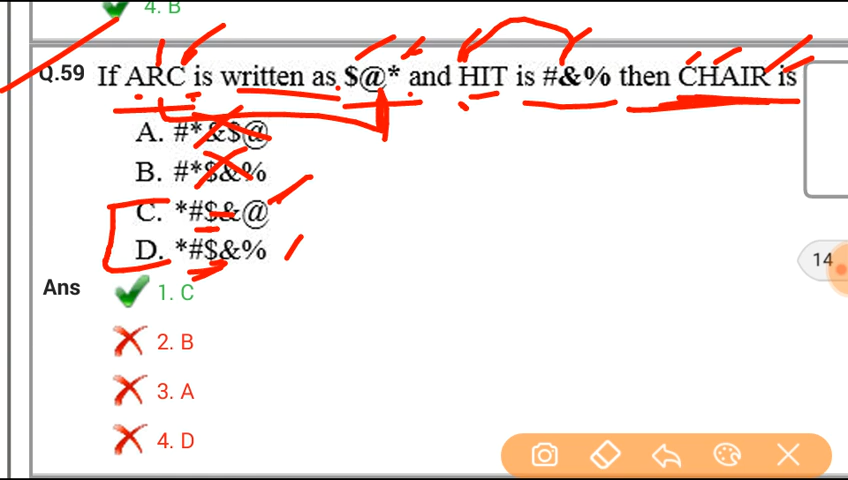 4. B
Q.59 If ARC is written as $@* and HIT is #&% then CHAIR is
A. #*&$@
B. #*$&%
C. *#$&@
D. *#$&%
Ans
1. C
2. B
3. A
4. D
14